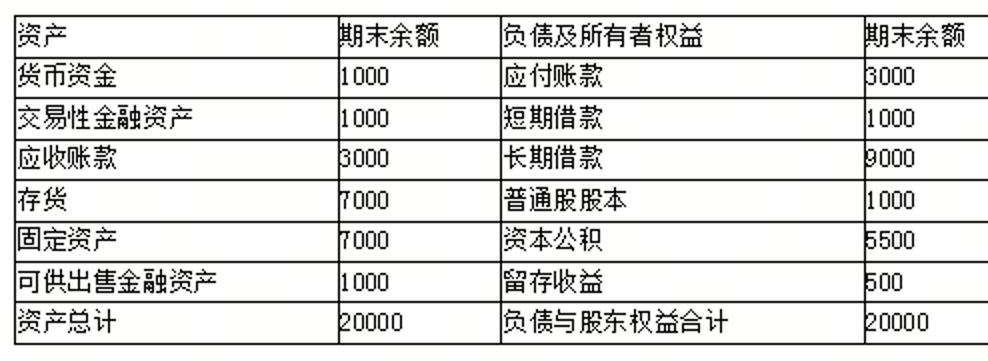 资产 期末余额 负债及所有者权益 期末余额
货币资金 1000 应付账款 3000
交易性金融资产 1000 短期借款 1000
应收账款 3000 长期借款 9000
存货 7000 普通股股本 1000
固定资产 7000 资本公积 5500
可供出售金融资产 1000 留存收益 500
资产总计 20000 负债与股东权益合计 20000